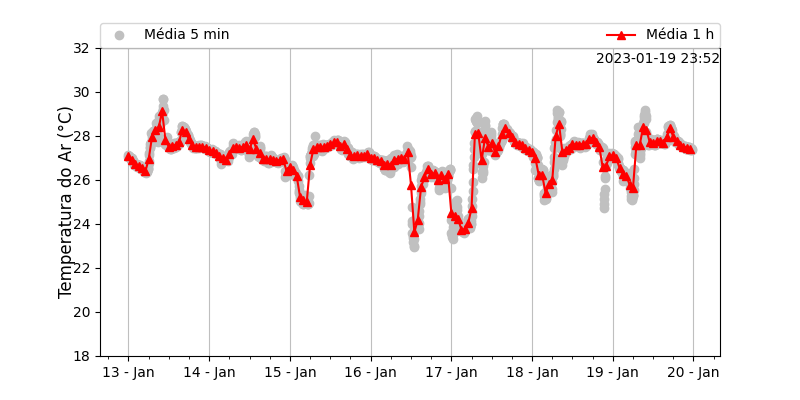 Média 5 min
Média 1 h
2023-01-19 23:52
Temperatura do Ar (°C)
32
30
28
26
24
22
20
18
13 - Jan
14 - Jan
15 - Jan
16 - Jan
17 - Jan
18 - Jan
19 - Jan
20 - Jan